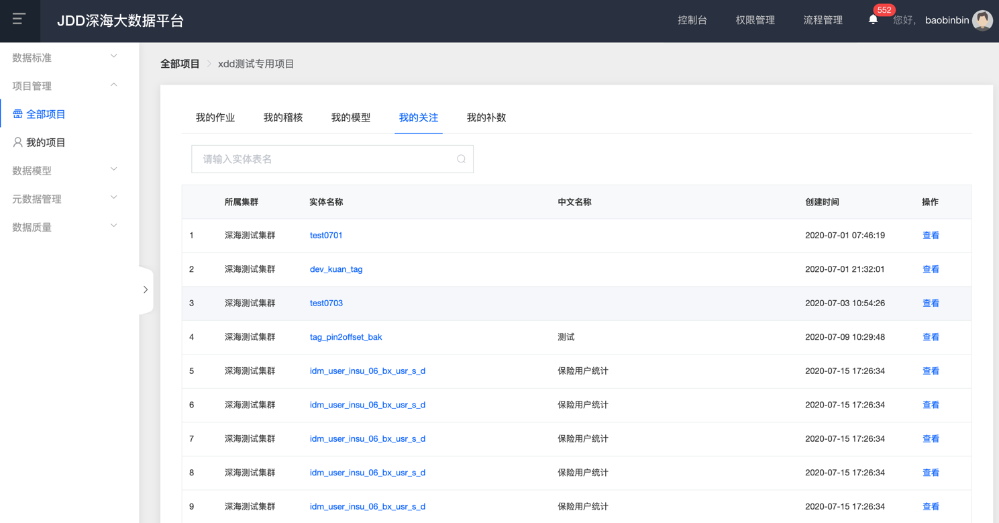 JDD深海大数据平台
控制台 权限管理 流程管理 552 您好, baobinbin
数据标准
项目管理
全部项目
我的项目
数据模型
元数据管理
数据质量
全部项目 xdd测试专用项目
我的作业 我的稽核 我的模型 我的关注 我的补数
请输入实体表名
所属集群 实体名称 中文名称 创建时间 操作
1 深海测试集群 test0701 2020-07-01 07:46:19 查看
2 深海测试集群 dev_kuan_tag 2020-07-01 21:32:01 查看
3 深海测试集群 test0703 2020-07-03 10:54:26 查看
4 深海测试集群 tag_pin2offset_bak 测试 2020-07-09 10:29:48 查看
5 深海测试集群 idm_user_insu_06_bx_usr_s_d 保险用户统计 2020-07-15 17:26:34 查看
6 深海测试集群 idm_user_insu_06_bx_usr_s_d 保险用户统计 2020-07-15 17:26:34 查看
7 深海测试集群 idm_user_insu_06_bx_usr_s_d 保险用户统计 2020-07-15 17:26:34 查看
8 深海测试集群 idm_user_insu_06_bx_usr_s_d 保险用户统计 2020-07-15 17:26:34 查看
9 深海测试集群 idm_user_insu_06_bx_usr_s_d 保险用户统计 2020-07-15 17:26:34 查看